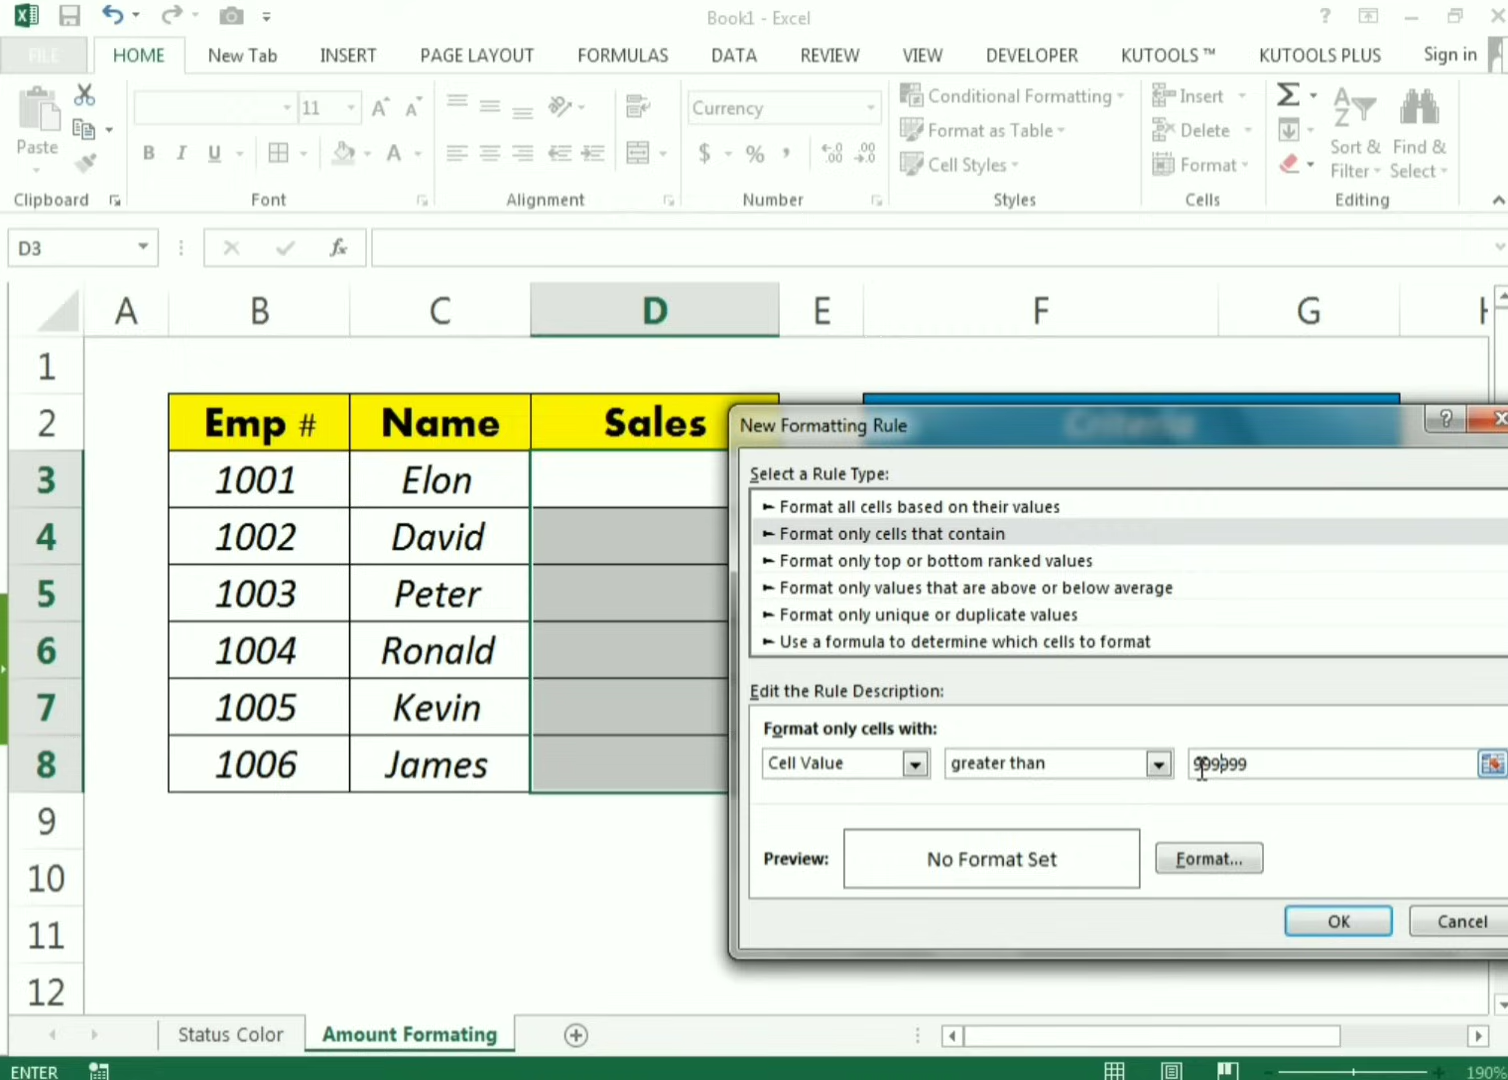 Book1 - Excel
FILE HOME New Tab INSERT PAGE LAYOUT FORMULAS DATA REVIEW VIEW DEVELOPER KUTOOLS ™ KUTOOLS PLUS Sign in
11 Currency Conditional Formatting Insert
Format as Table Delete
Paste B I U A $ % Cell Styles Format Sort & Filter Find & Select
Clipboard Font Alignment Number Styles Cells Editing
D3 fx
A B C D E F G H
1
2 Emp # Name Sales Criteria
3 1001 Elon
4 1002 David
5 1003 Peter
6 1004 Ronald
7 1005 Kevin
8 1006 James
9
10
11
12
New Formatting Rule
Select a Rule Type:
► Format all cells based on their values
► Format only cells that contain
► Format only top or bottom ranked values
► Format only values that are above or below average
► Format only unique or duplicate values
► Use a formula to determine which cells to format
Edit the Rule Description:
Format only cells with:
Cell Value greater than 999999
Preview: No Format Set Format...
OK Cancel
Status Color Amount Formating
ENTER 190%